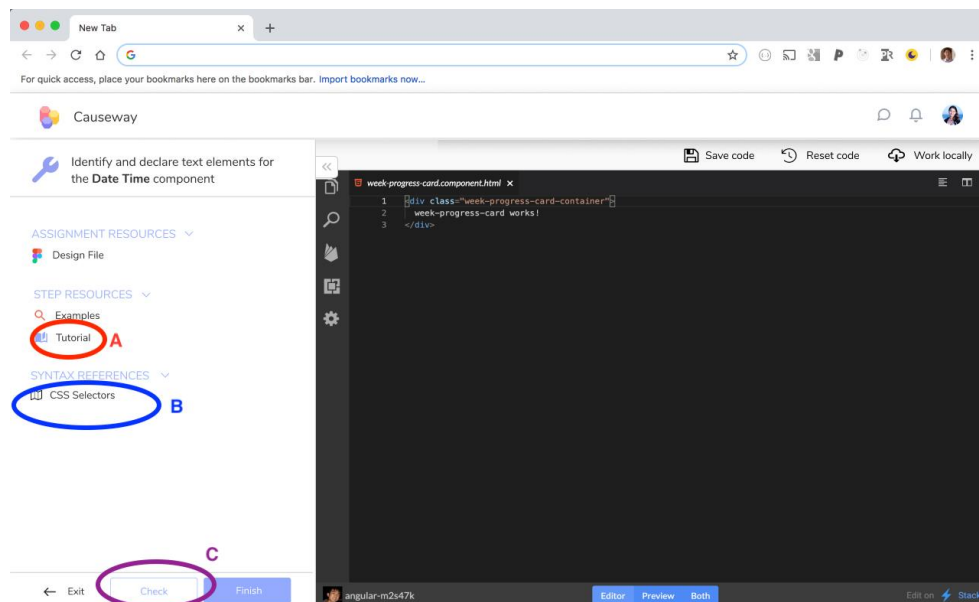 New Tab
For quick access, place your bookmarks here on the bookmarks bar. Import bookmarks now...
Causeway
Identify and declare text elements for
the Date Time component
Save code
Reset code
Work locally
ASSIGNMENT RESOURCES
Design File
STEP RESOURCES
Examples
Tutorial
A
SYNTAX REFERENCES
CSS Selectors
B
C
Exit
Check
Finish
week-progress-card.component.html
1 <div class="week-progress-card-container">
2 week-progress-card works!
3 </div>
angular-m2s47k
Editor
Preview
Both
Edit on
Stac